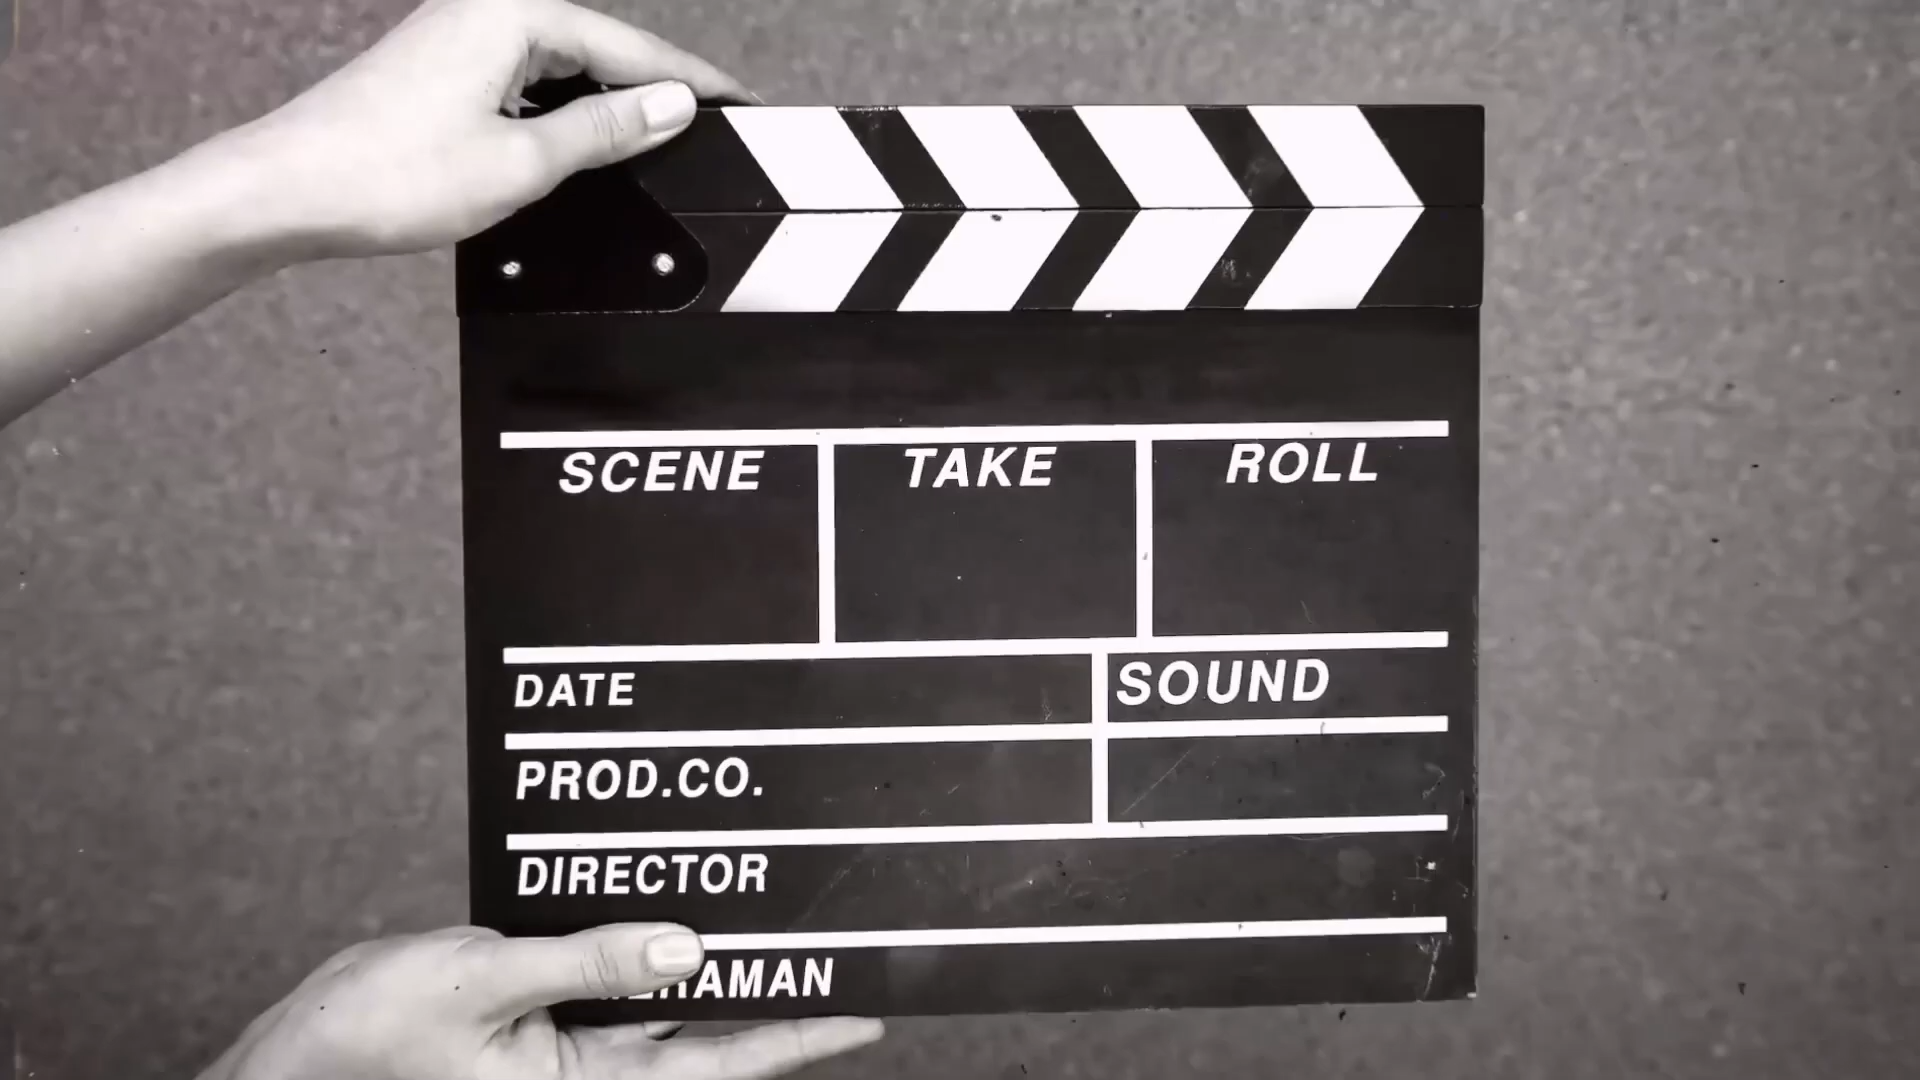 SCENE TAKE ROLL
DATE SOUND
PROD.CO.
DIRECTOR